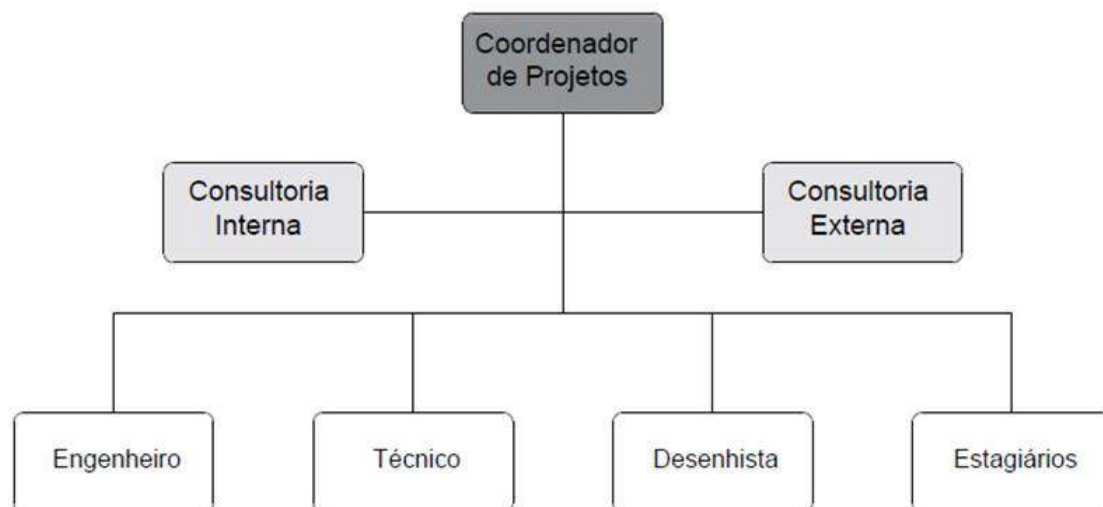 Coordenador
de Projetos
Consultoria
Interna
Consultoria
Externa
Engenheiro
Técnico
Desenhista
Estagiários